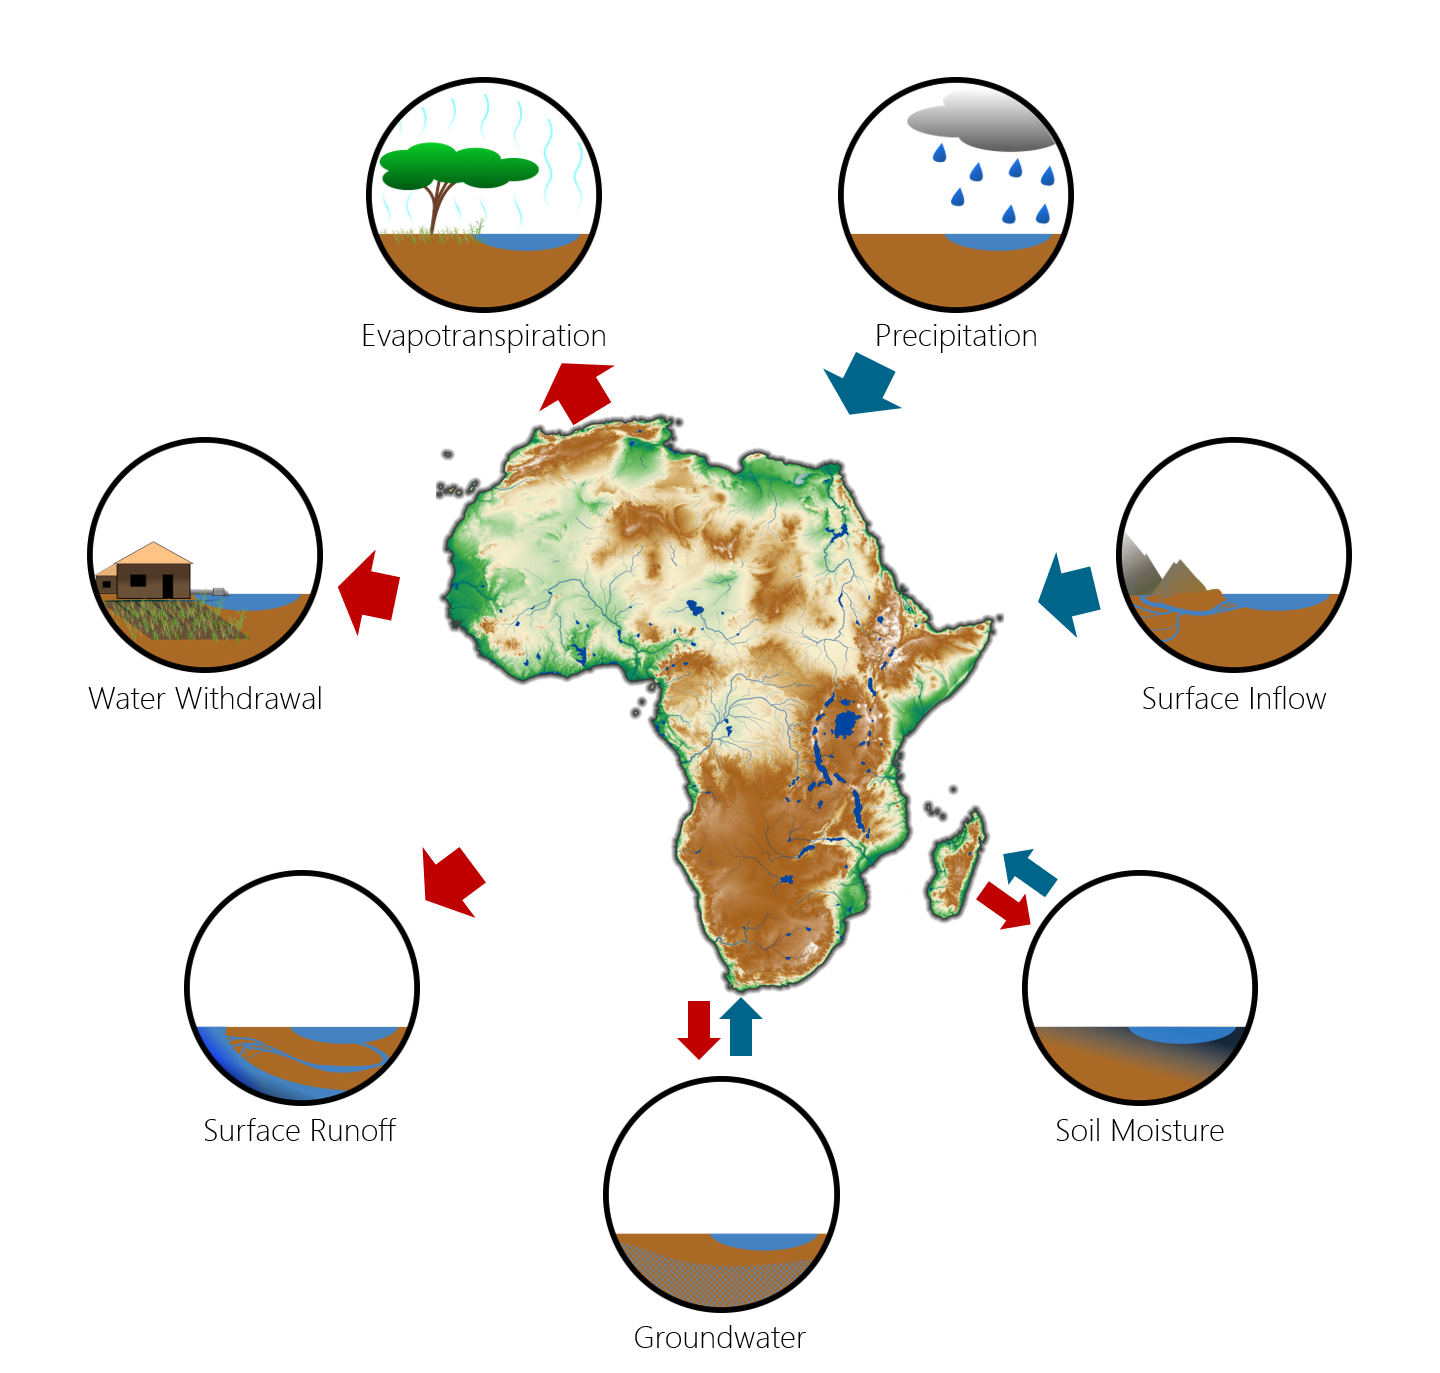 Evapotranspiration
Precipitation
Water Withdrawal
Surface Inflow
Surface Runoff
Soil Moisture
Groundwater